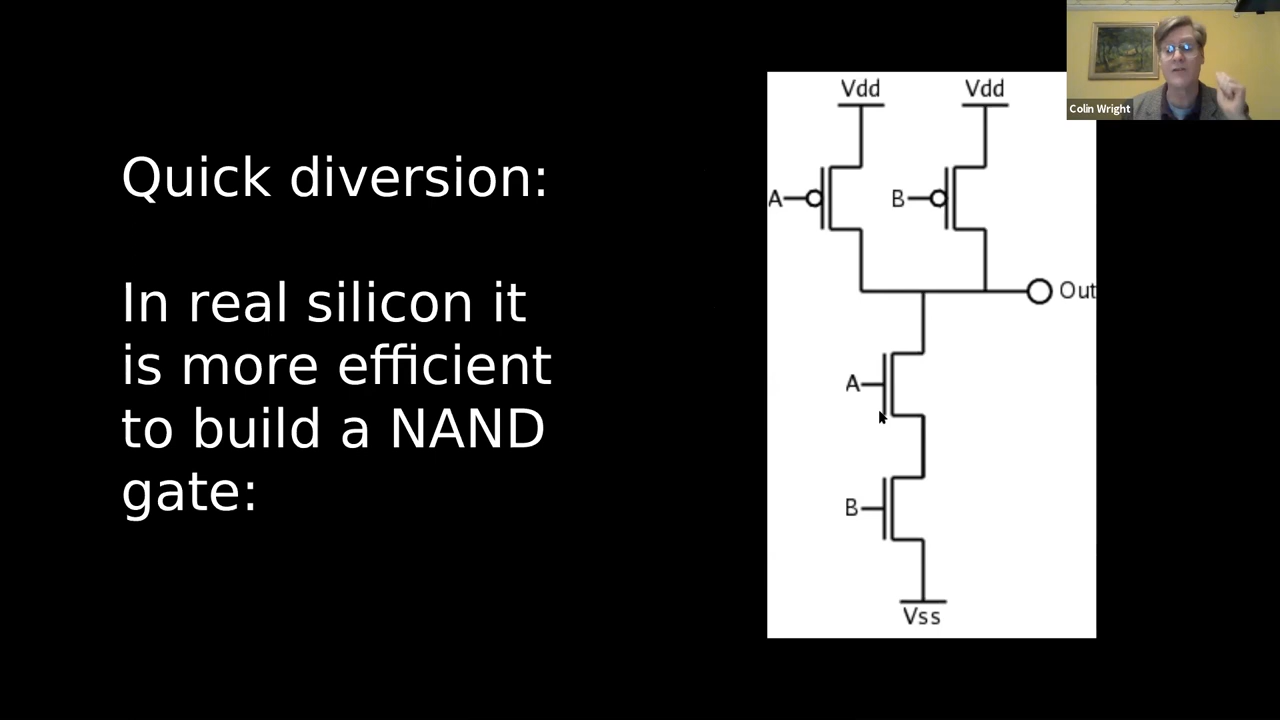 Quick diversion:
In real silicon it
is more efficient
to build a NAND
gate:
Vdd
Vdd
A
B
Out
A
B
Vss
Colin Wright